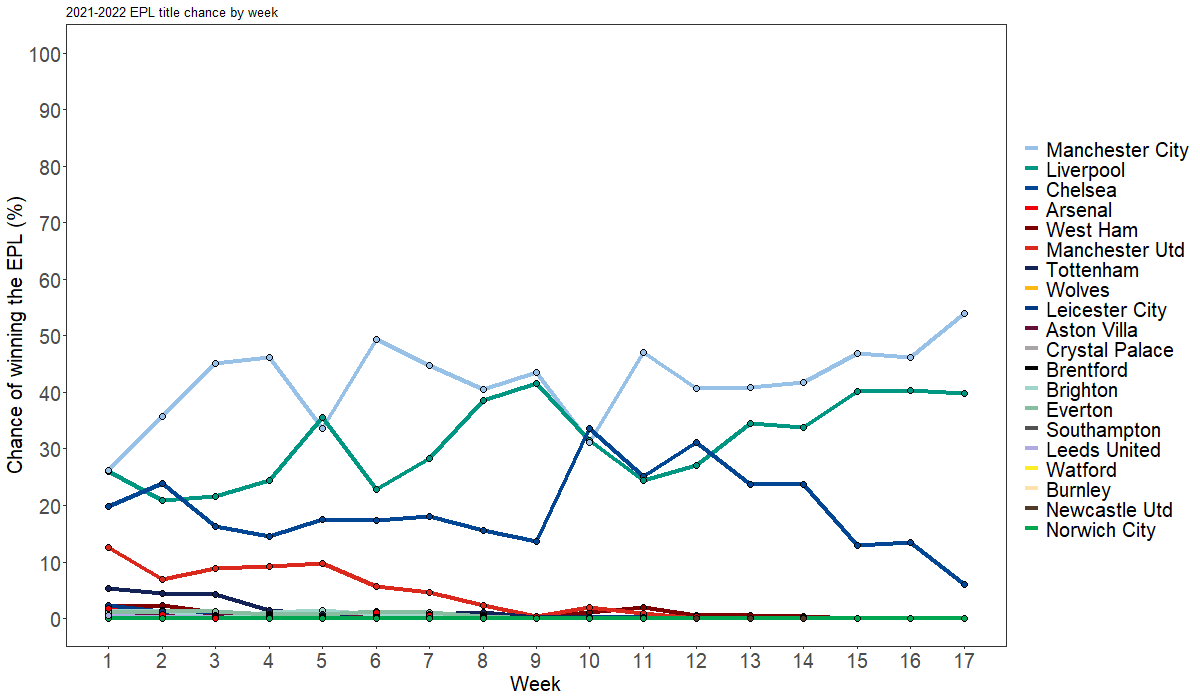 2021-2022 EPL title chance by week
Chance of winning the EPL (%)
100
90
80
70
60
50
40
30
20
10
0
1 2 3 4 5 6 7 8 9 10 11 12 13 14 15 16 17
Week
Manchester City
Liverpool
Chelsea
Arsenal
West Ham
Manchester Utd
Tottenham
Wolves
Leicester City
Aston Villa
Crystal Palace
Brentford
Brighton
Everton
Southampton
Leeds United
Watford
Burnley
Newcastle Utd
Norwich City